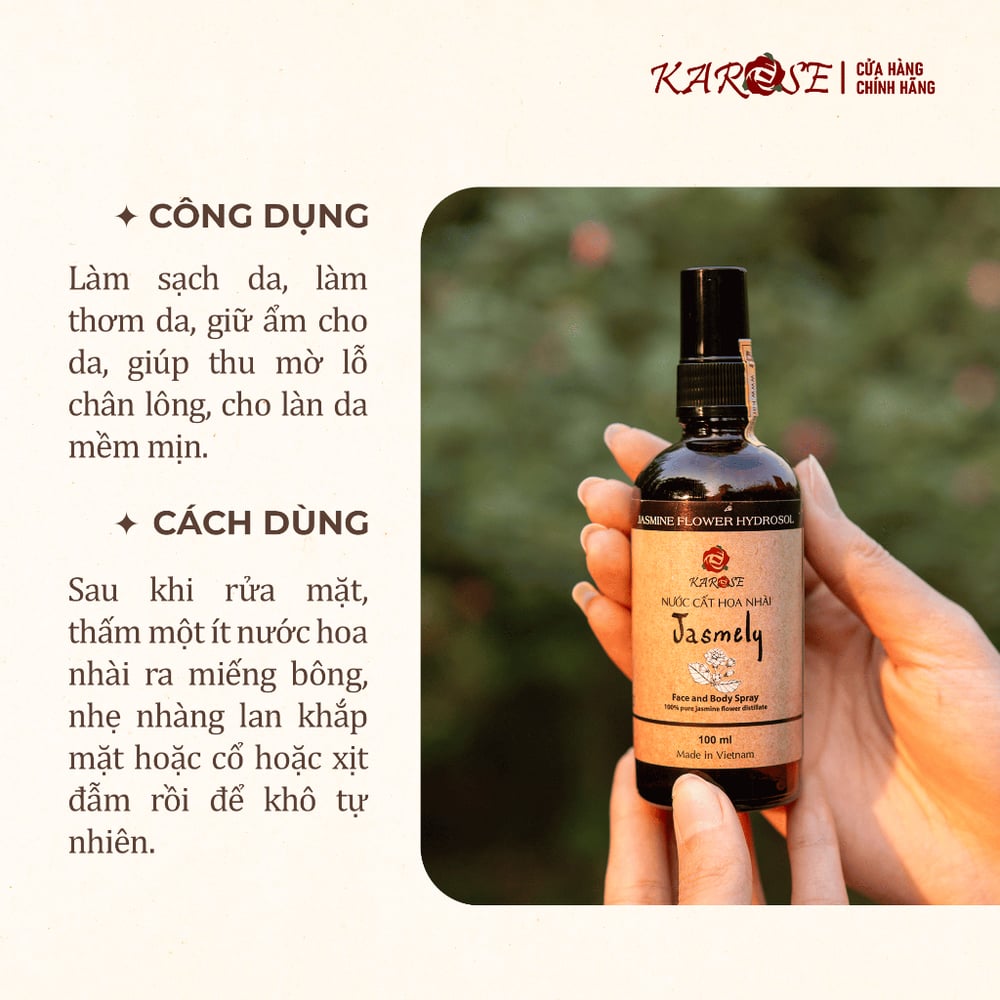 KAROSE
CỬA HÀNG
CHÍNH HÃNG
✦ CÔNG DỤNG
Làm sạch da, làm
thơm da, giữ ẩm cho
da, giúp thu mờ lỗ
chân lông, cho làn da
mềm mịn.
✦ CÁCH DÙNG
Sau khi rửa mặt,
thấm một ít nước hoa
nhài ra miếng bông,
nhẹ nhàng lan khắp
mặt hoặc cổ hoặc xịt
đẫm rồi để khô tự
nhiên.
JASMINE FLOWER HYDROSOL
KAROSE
NƯỚC CẤT HOA NHÀI
Jasmely
Face and Body Spray
100% pure jasmine flower distillate
100 ml
Made in Vietnam